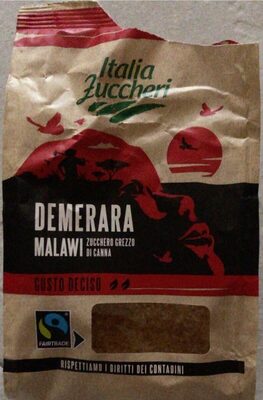 Italia
Zuccheri
DEMERARA
MALAWI ZUCCHERO GREZZO
DI CANNA
GUSTO DECISO
FAIRTRADE
RISPETTIAMO I DIRITTI DEI CONTADINI